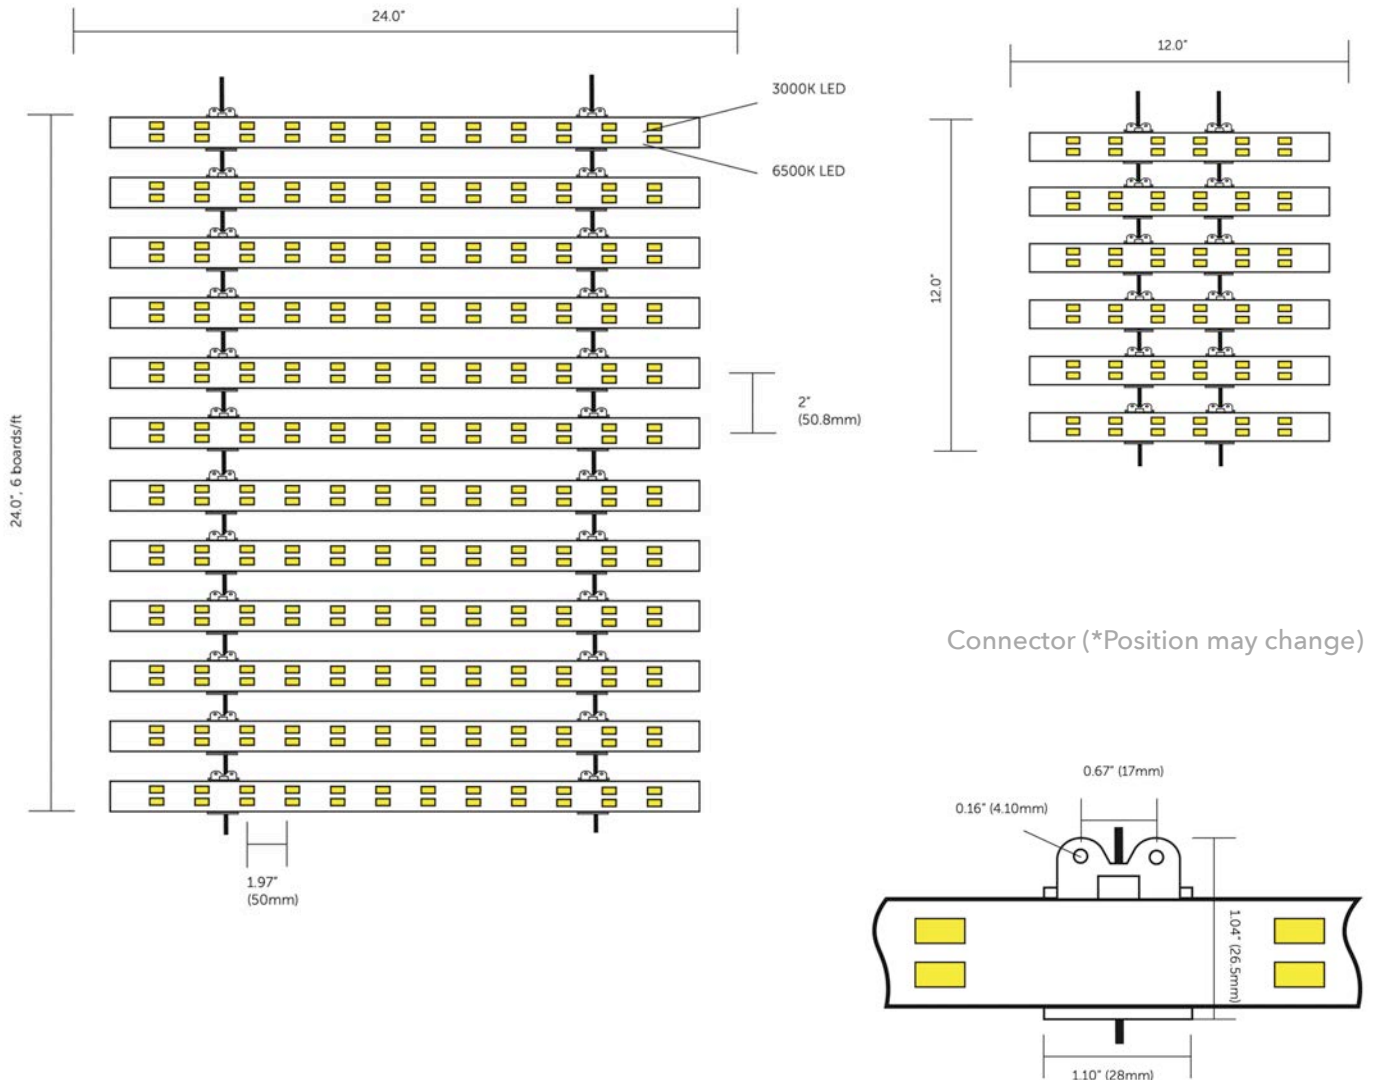 24.0"
3000K LED
6500K LED
24.0", 6 boards/ft
2"
(50.8mm)
1.97"
(50mm)
12.0"
12.0"
Connector (*Position may change)
0.67" (17mm)
0.16" (4.10mm)
1.04" (26.5mm)
1.10" (28mm)